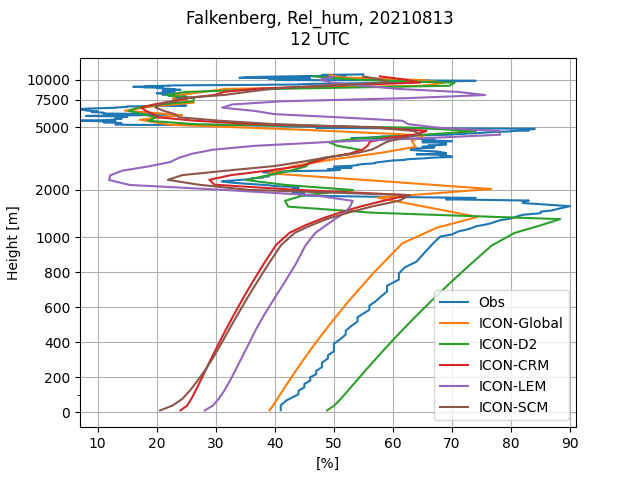 Falkenberg, Rel_hum, 20210813
12 UTC
10000
7500
5000
2000
1000
800
600
400
200
0
Height [m]
10 20 30 40 50 60 70 80 90
[%]
Obs
ICON-Global
ICON-D2
ICON-CRM
ICON-LEM
ICON-SCM